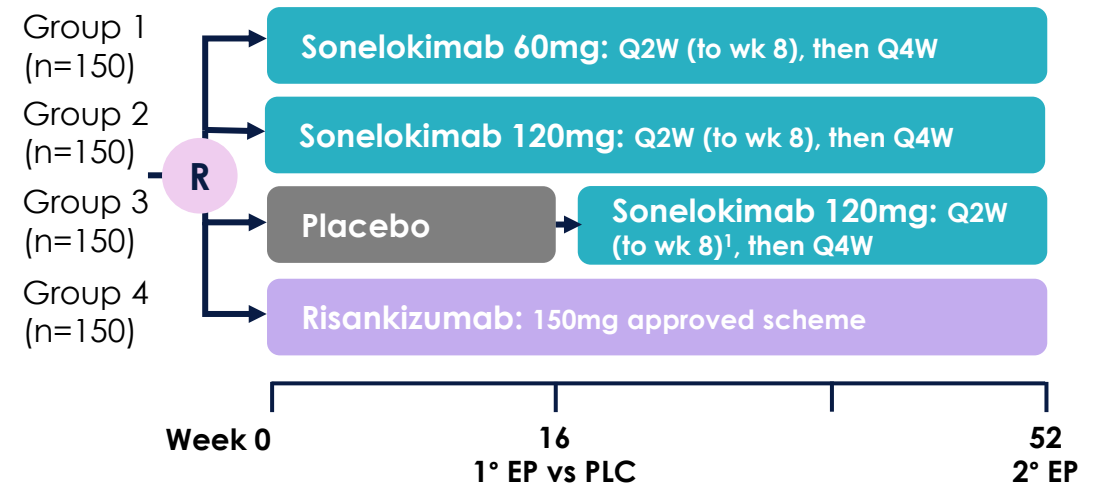 Group 1
(n=150)
Sonelokimab 60mg: Q2W (to wk 8), then Q4W
Group 2
(n=150)
Sonelokimab 120mg: Q2W (to wk 8), then Q4W
R
Group 3
(n=150)
Placebo
Sonelokimab 120mg: Q2W
(to wk 8)¹, then Q4W
Group 4
(n=150)
Risankizumab: 150mg approved scheme
Week 0
16
52
1° EP vs PLC
2° EP